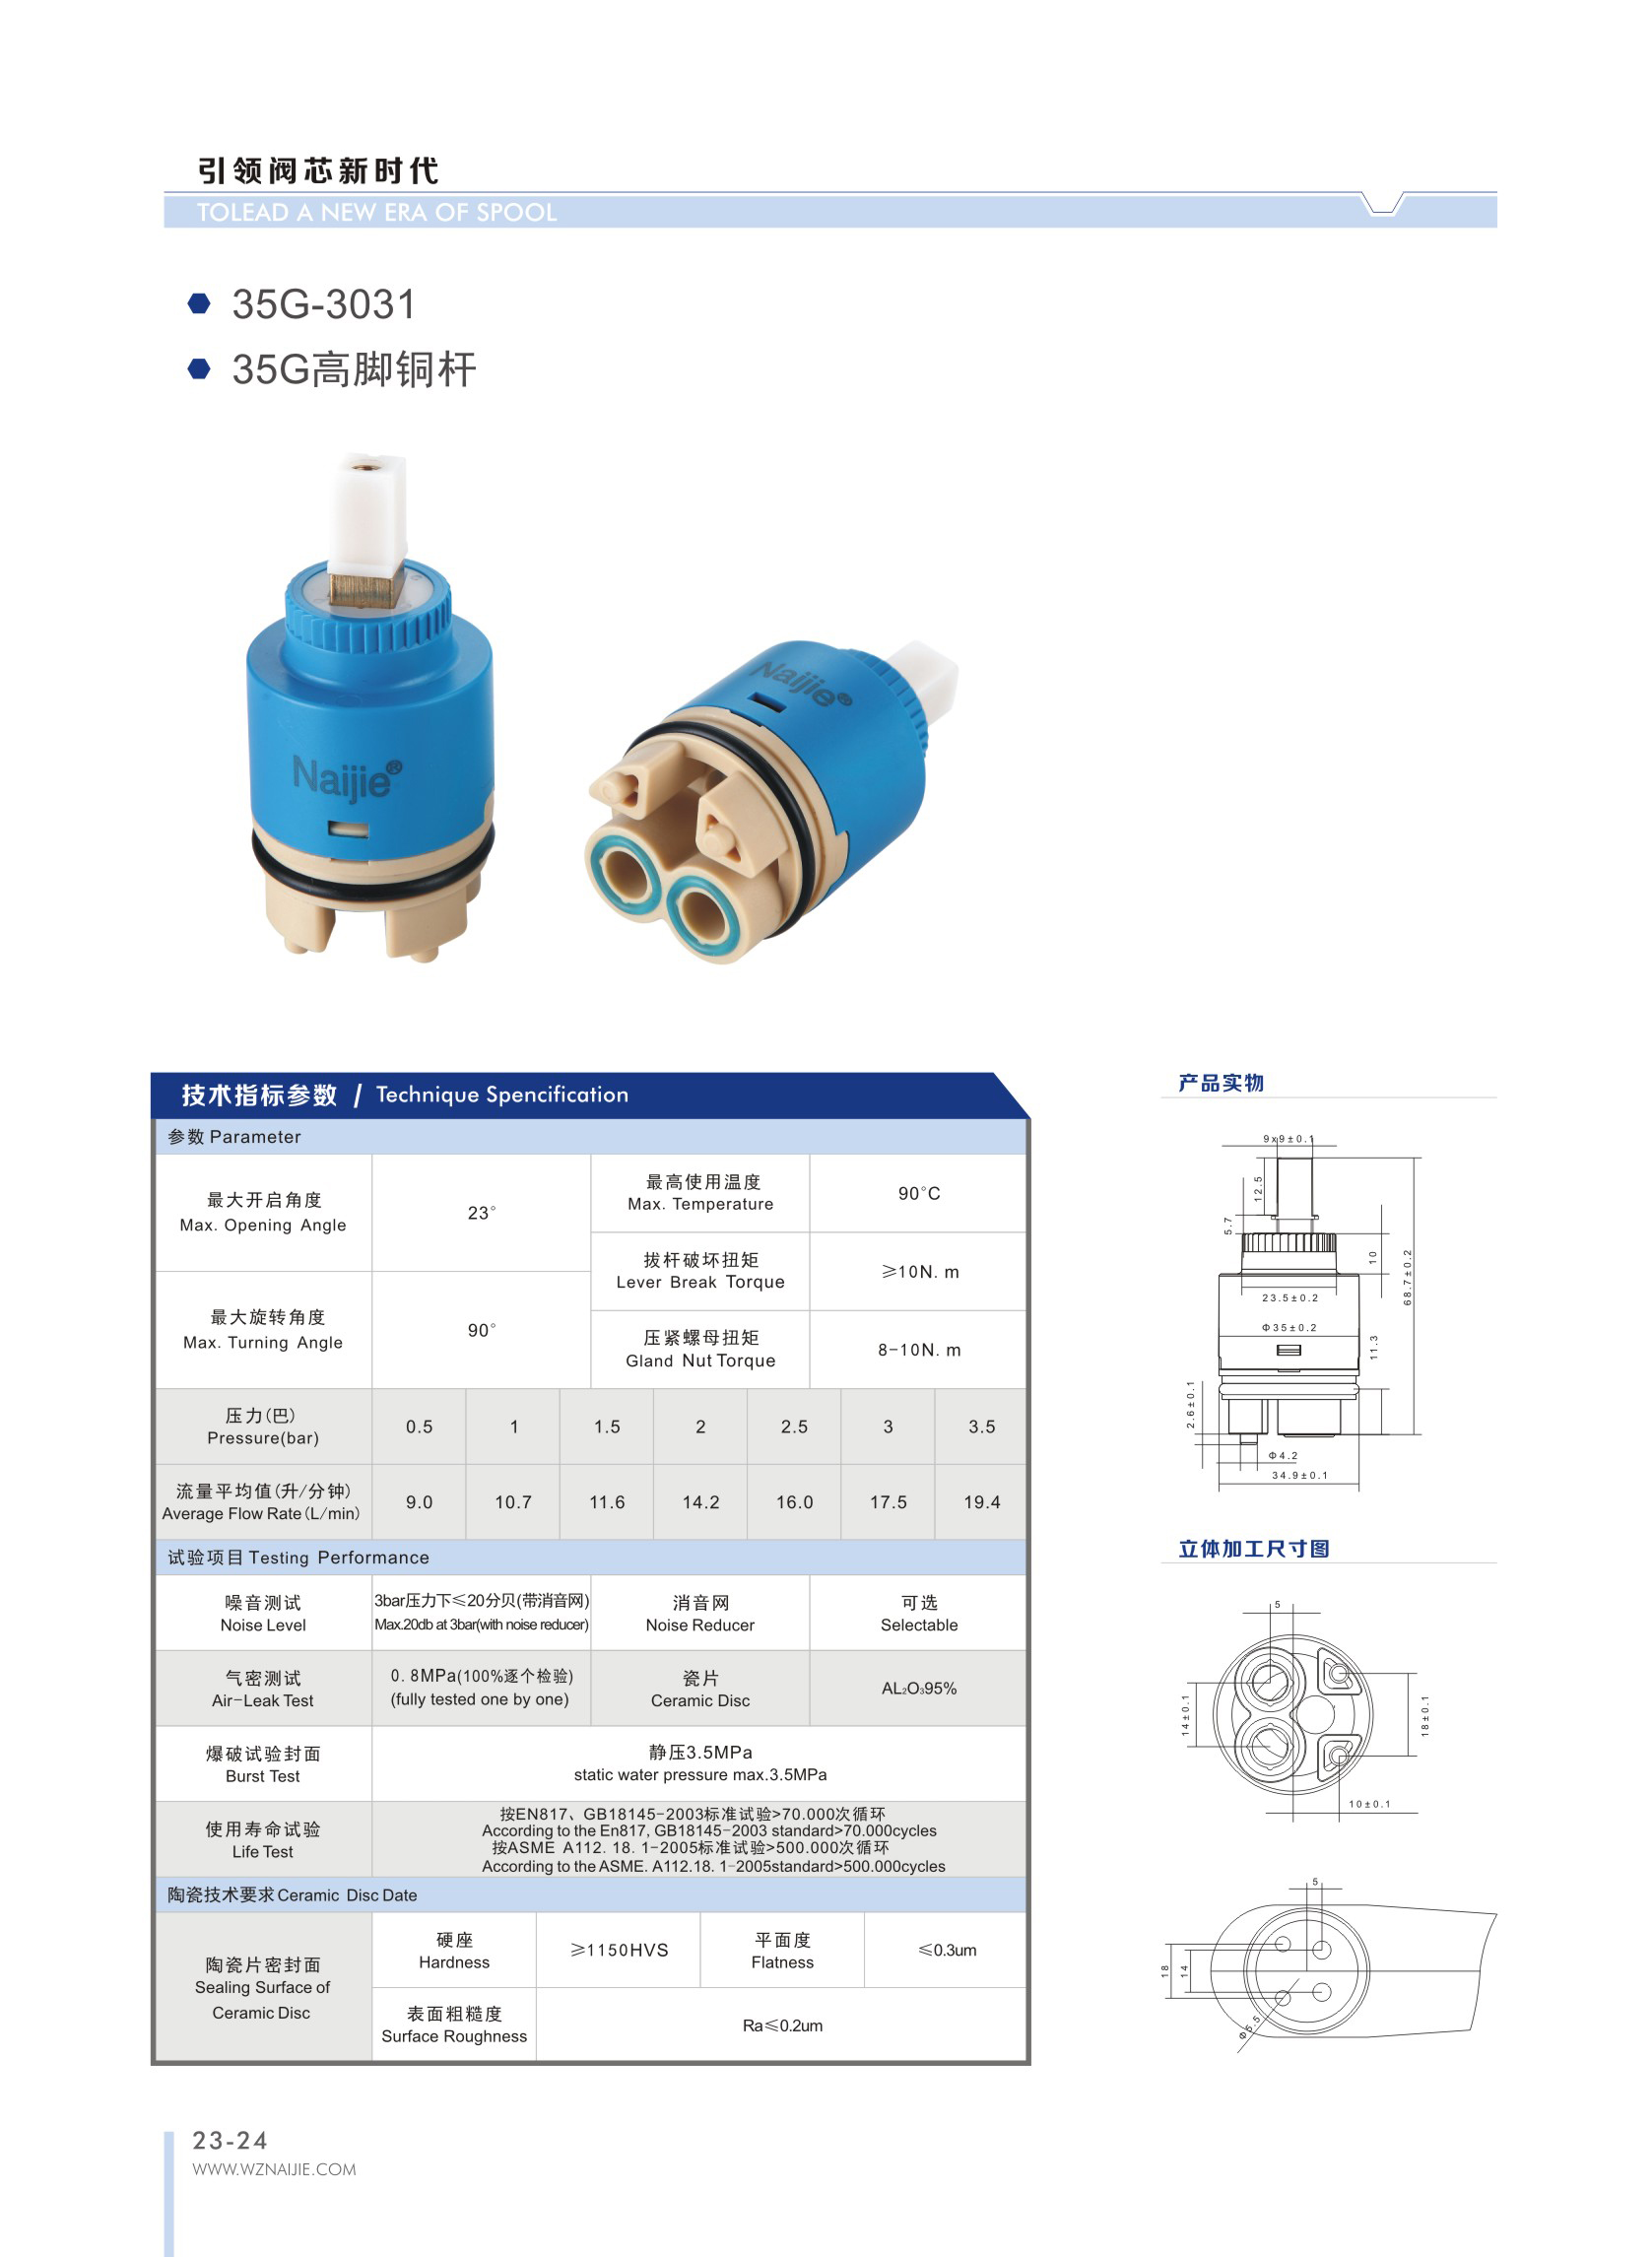 引领阀芯新时代
TOLEAD A NEW ERA OF SPOOL
35G-3031
35G高脚铜杆
Naijie®
Naijie®
技术指标参数 / Technique Spencification
参数 Parameter
最大开启角度
Max. Opening Angle
23°
最高使用温度
Max. Temperature
90°C
拔杆破坏扭矩
Lever Break Torque
≥10N. m
最大旋转角度
Max. Turning Angle
90°
压紧螺母扭矩
Gland Nut Torque
8-10N. m
压力(巴)
Pressure(bar)
0.5 1 1.5 2 2.5 3 3.5
流量平均值(升/分钟)
Average Flow Rate(L/min)
9.0 10.7 11.6 14.2 16.0 17.5 19.4
试验项目 Testing Performance
噪音测试
Noise Level
3bar压力下≤20分贝(带消音网)
Max.20db at 3bar(with noise reducer)
消音网
Noise Reducer
可选
Selectable
气密测试
Air-Leak Test
0. 8MPa(100%逐个检验)
(fully tested one by one)
瓷片
Ceramic Disc
AL₂O₃95%
爆破试验封面
Burst Test
静压3.5MPa
static water pressure max.3.5MPa
使用寿命试验
Life Test
按EN817、GB18145-2003标准试验>70.000次循环
According to the En817, GB18145-2003 standard>70.000cycles
按ASME A112. 18. 1-2005标准试验>500.000次循环
According to the ASME. A112.18. 1-2005standard>500.000cycles
陶瓷技术要求 Ceramic Disc Date
陶瓷片密封面
Sealing Surface of
Ceramic Disc
硬座
Hardness
≥1150HVS
平面度
Flatness
≤0.3um
表面粗糙度
Surface Roughness
Ra≤0.2um
产品实物
9x9±0.1
12.5
5.7
10
68.7±0.2
23.5±0.2
Φ35±0.2
11.3
2.6±0.1
Φ4.2
34.9±0.1
立体加工尺寸图
5
14±0.1
18±0.1
10±0.1
5
18
14
Φ5.5
23-24
WWW.WZNAIJIE.COM